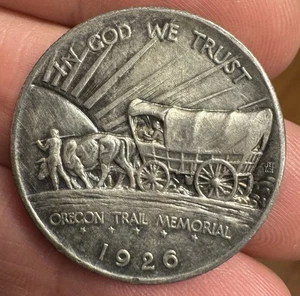 IN GOD WE TRUST
OREGON TRAIL MEMORIAL
1926